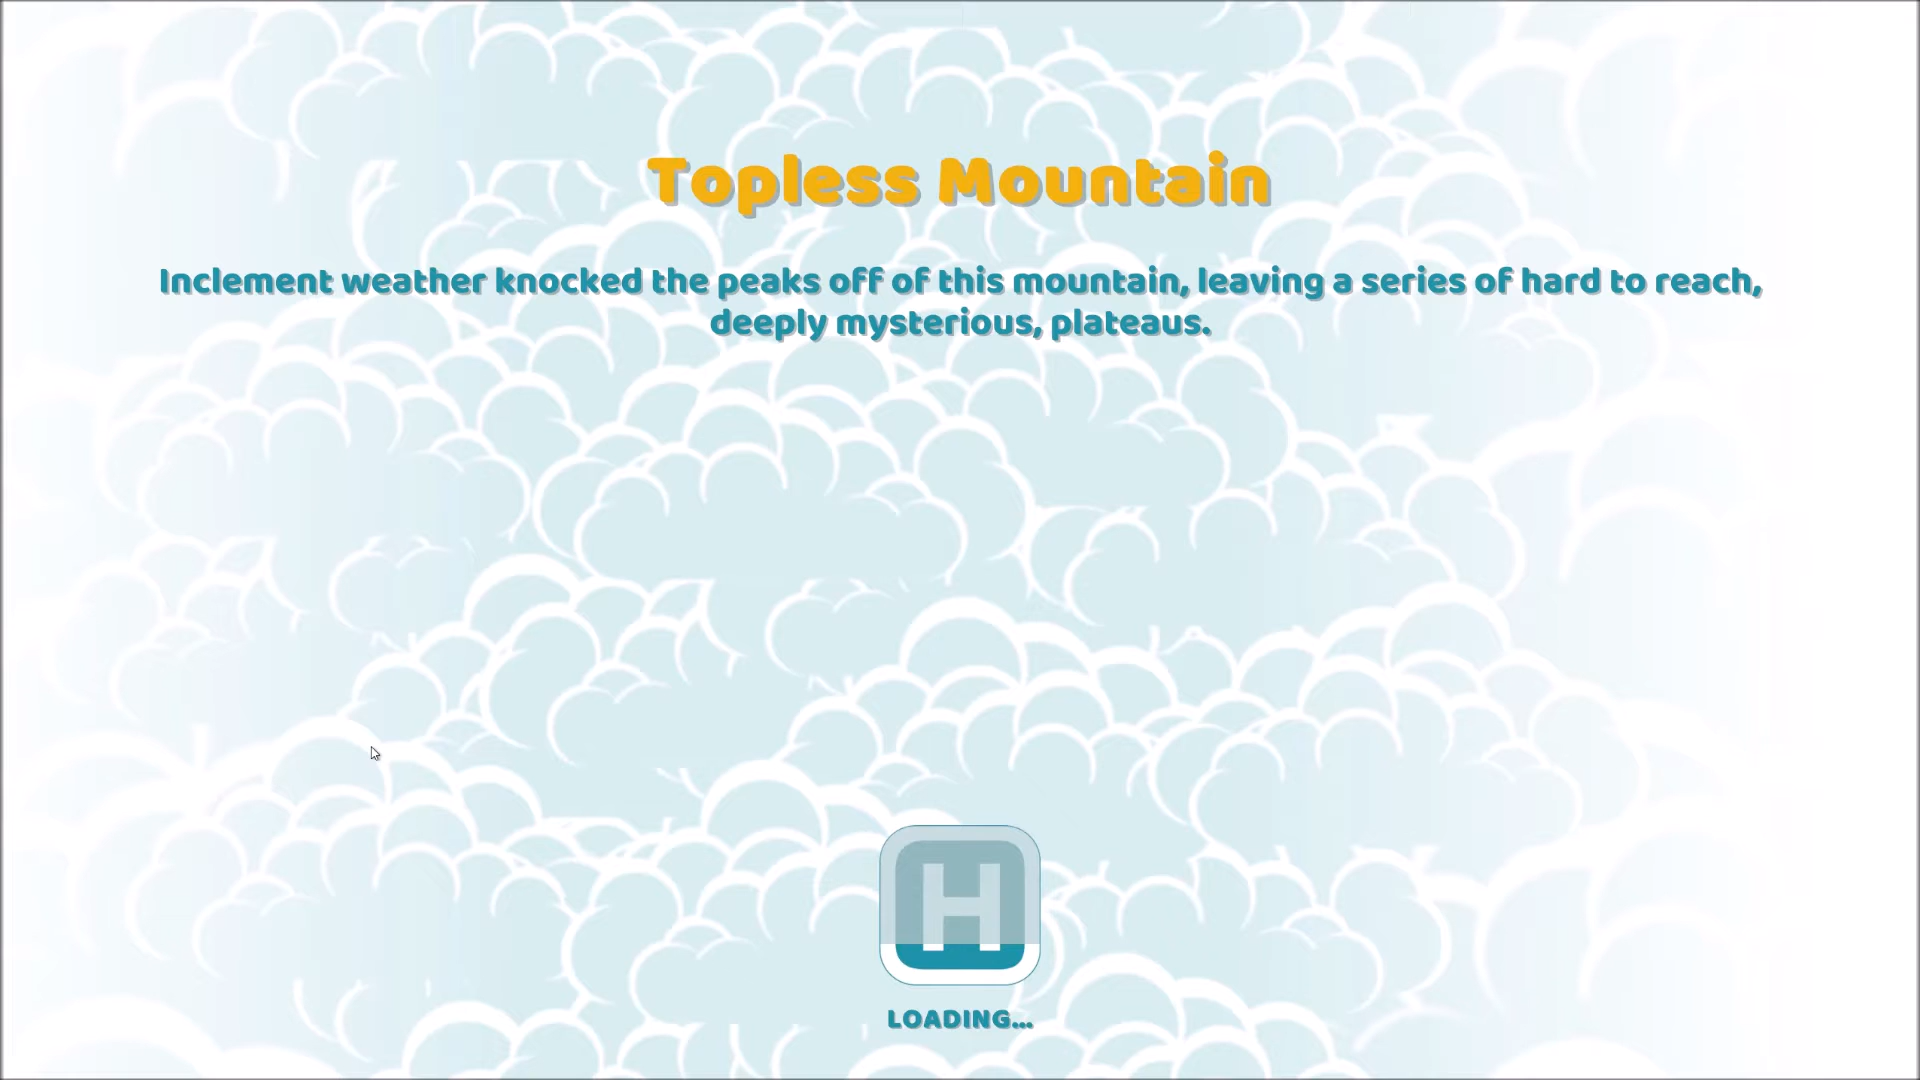 Topless Mountain
Inclement weather knocked the peaks off of this mountain, leaving a series of hard to reach,
deeply mysterious, plateaus.
H
LOADING...